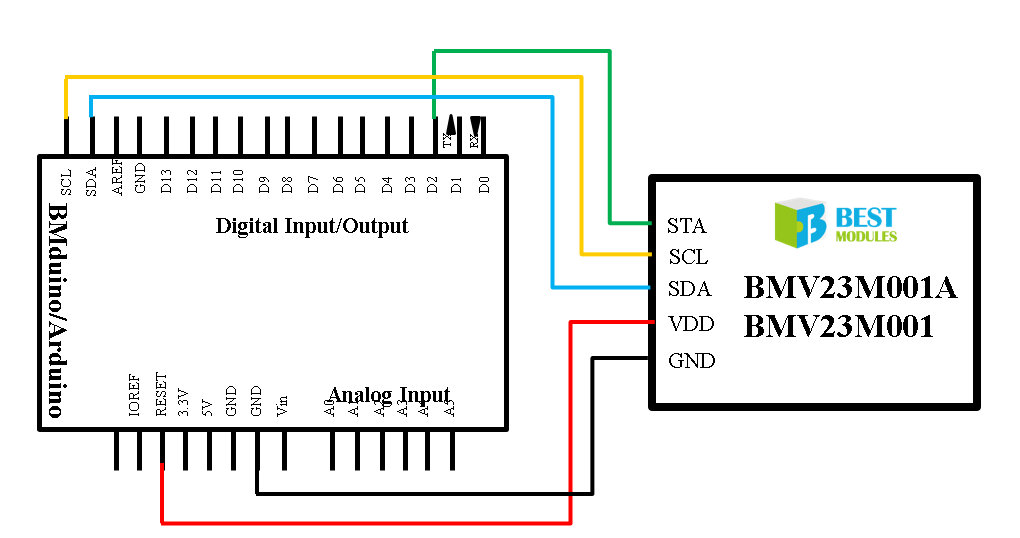 SCL
SDA
AREF
GND
D13
D12
D11
D10
D9
D8
D7
D6
D5
D4
D3
D2
TX
D1
RX
D0
Digital Input/Output
BMduino/Arduino
Analog Input
IOREF
RESET
3.3V
5V
GND
GND
Vin
A0
A1
A2
A3
A4
A5
BEST
MODULES
STA
SCL
SDA
VDD
GND
BMV23M001A
BMV23M001